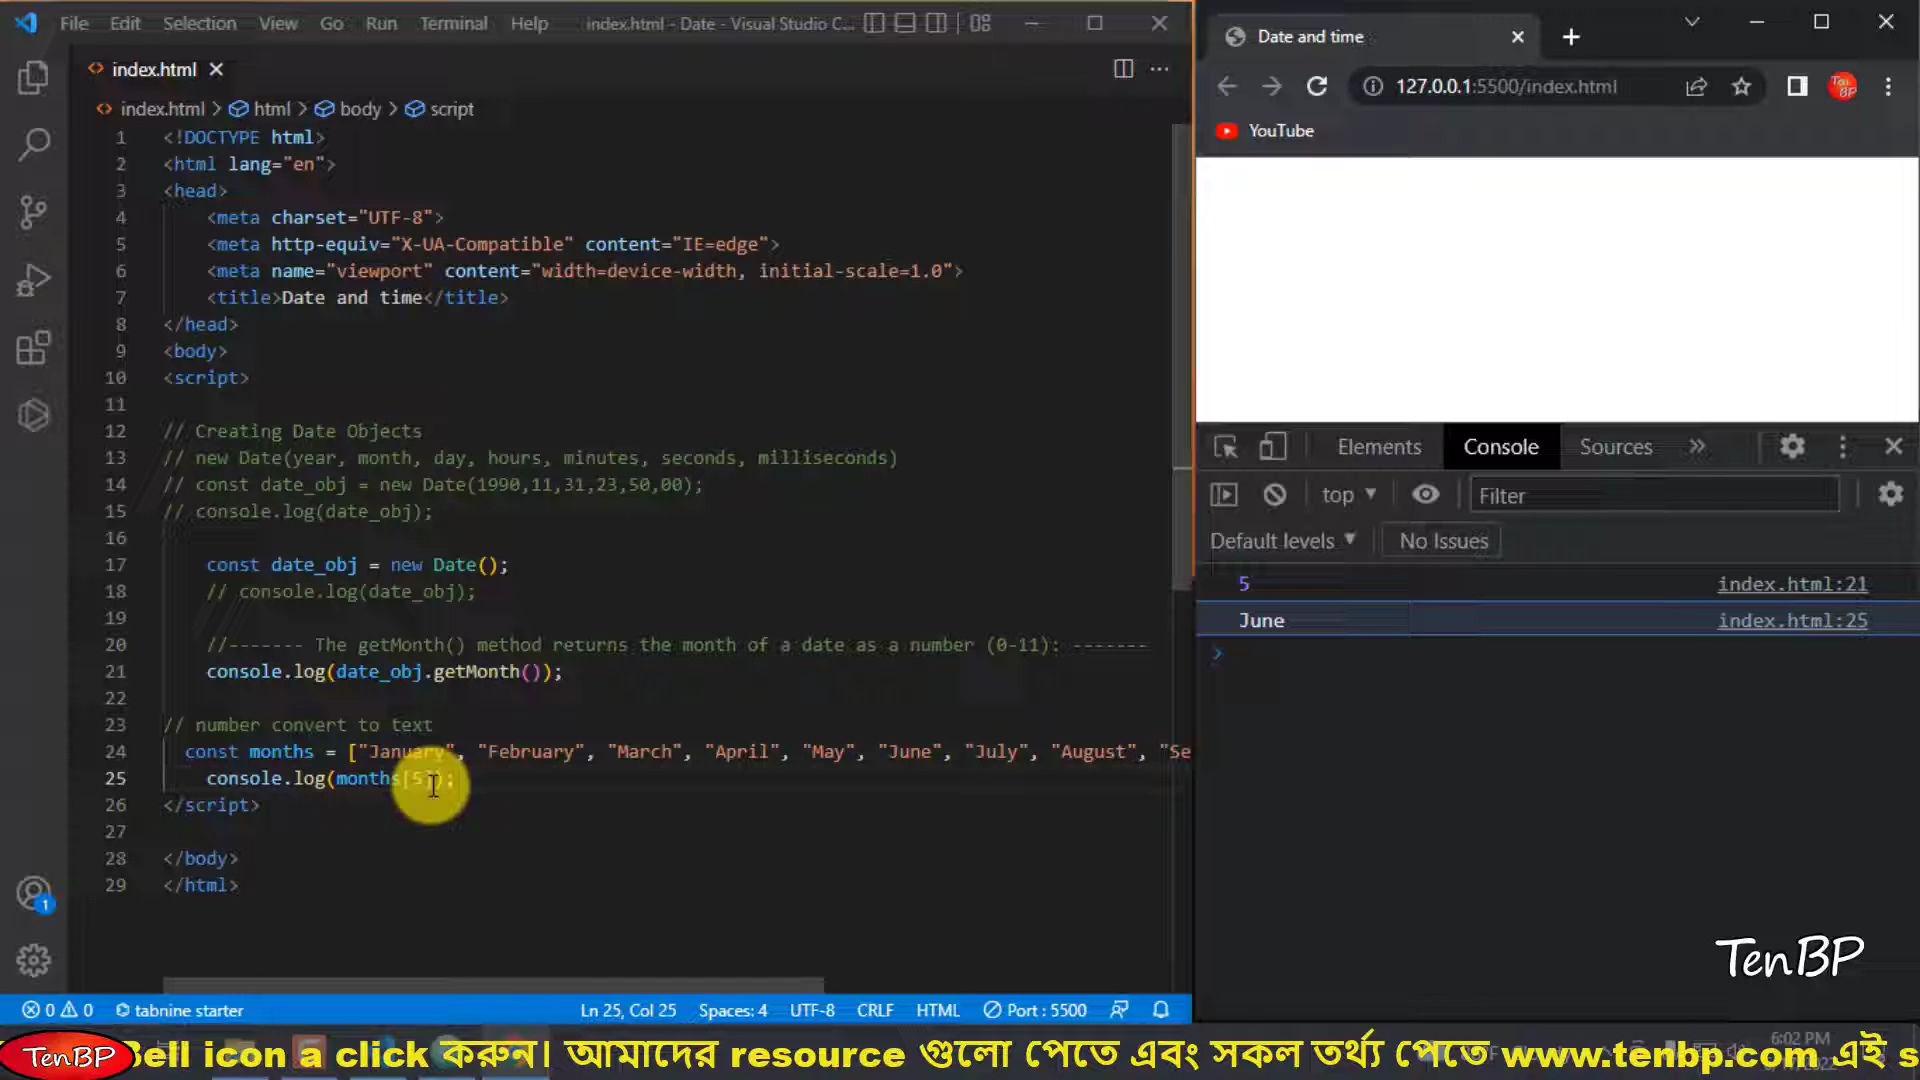 File Edit Selection View Go Run Terminal Help index.html - Date - Visual Studio C...
index.html
index.html > html > body > script
1 <!DOCTYPE html>
2 <html lang="en">
3 <head>
4 <meta charset="UTF-8">
5 <meta http-equiv="X-UA-Compatible" content="IE=edge">
6 <meta name="viewport" content="width=device-width, initial-scale=1.0">
7 <title>Date and time</title>
8 </head>
9 <body>
10 <script>
11
12 // Creating Date Objects
13 // new Date(year, month, day, hours, minutes, seconds, milliseconds)
14 // const date_obj = new Date(1990,11,31,23,50,00);
15 // console.log(date_obj);
16
17 const date_obj = new Date();
18 // console.log(date_obj);
19
20 //------- The getMonth() method returns the month of a date as a number (0-11): -------
21 console.log(date_obj.getMonth());
22
23 // number convert to text
24 const months = ["January", "February", "March", "April", "May", "June", "July", "August", "Se
25 console.log(months[5]);
26 </script>
27
28 </body>
29 </html>
1
0 0 tabnine starter Ln 25, Col 25 Spaces: 4 UTF-8 CRLF HTML Port : 5500
Date and time
127.0.0.1:5500/index.html
YouTube
Elements Console Sources
top Filter
Default levels No Issues
5 index.html:21
June index.html:25
TenBP
6:02 PM
TenBP Bell icon a click করুন। আমাদের resource গুলো পেতে এবং সকল তর্থ্য পেতে www.tenbp.com এই s